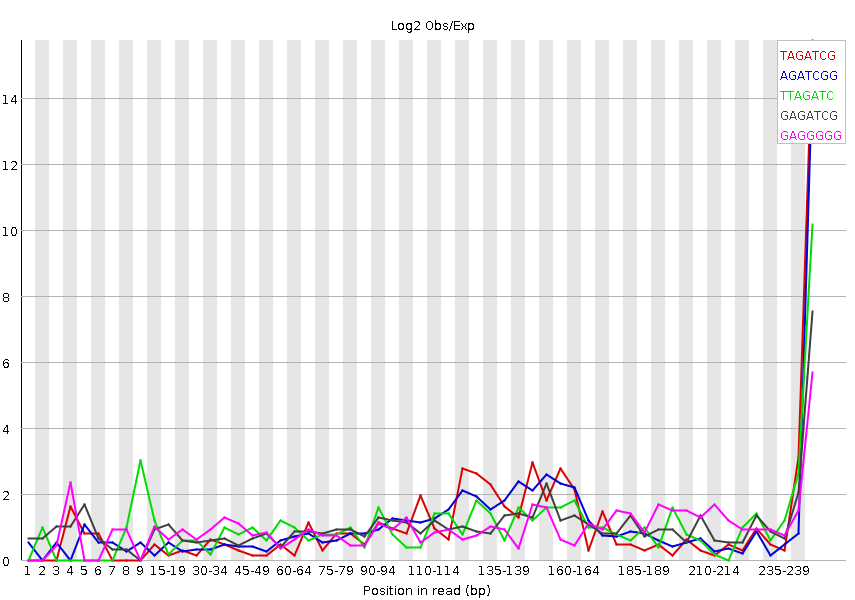 Log2 Obs/Exp
TAGATCG
AGATCGG
TTAGATC
GAGATCG
GAGGGGG
14
12
10
8
6
4
2
0
1 2 3 4 5 6 7 8 9 15-19 30-34 45-49 60-64 75-79 90-94 110-114 135-139 160-164 185-189 210-214 235-239
Position in read (bp)